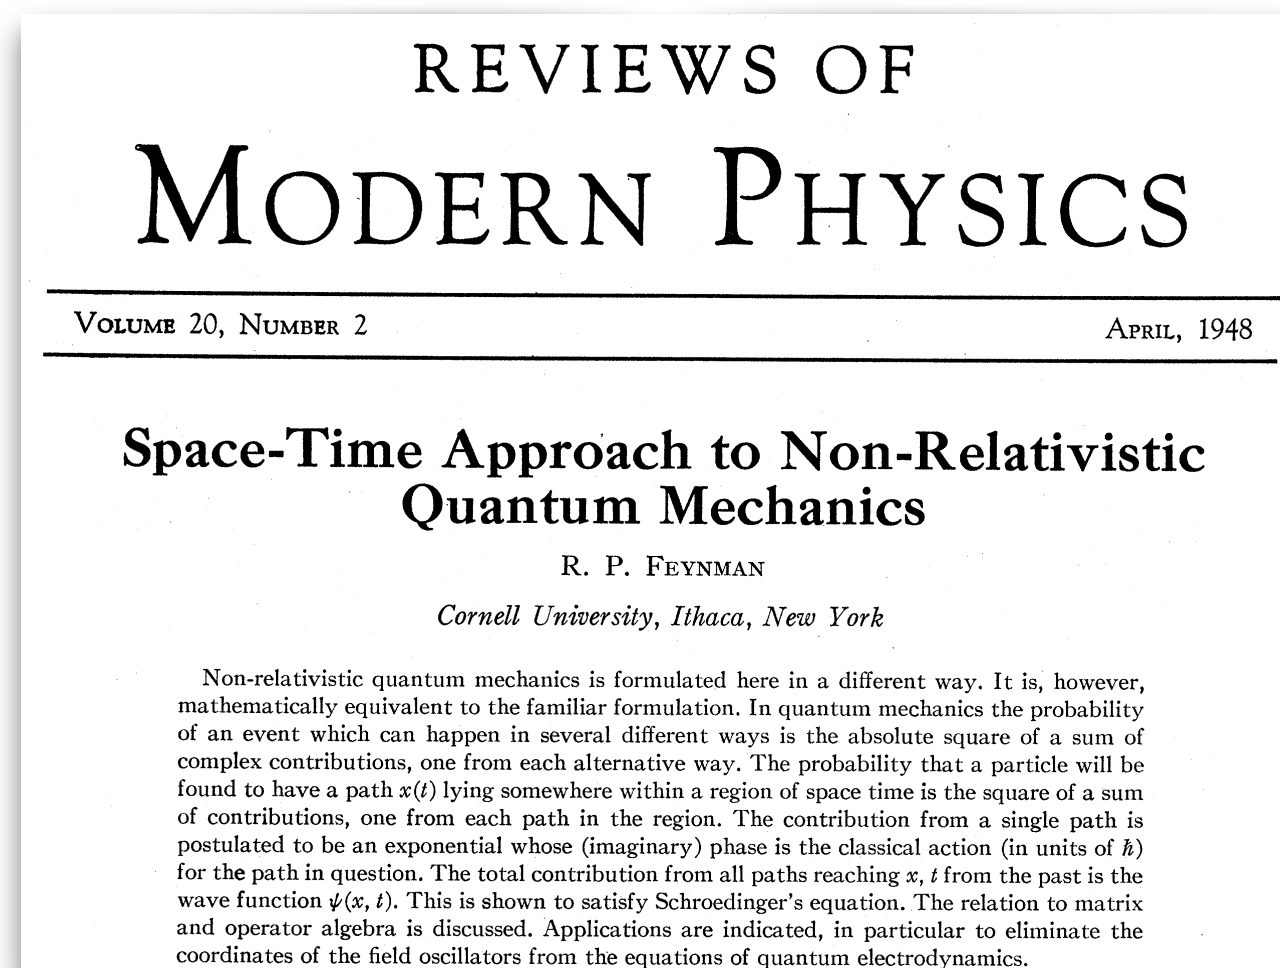 REVIEWS OF
MODERN PHYSICS
VOLUME 20, NUMBER 2 APRIL, 1948
Space-Time Approach to Non-Relativistic
Quantum Mechanics
R. P. FEYNMAN
Cornell University, Ithaca, New York
Non-relativistic quantum mechanics is formulated here in a different way. It is, however,
mathematically equivalent to the familiar formulation. In quantum mechanics the probability
of an event which can happen in several different ways is the absolute square of a sum of
complex contributions, one from each alternative way. The probability that a particle will be
found to have a path x(t) lying somewhere within a region of space time is the square of a sum
of contributions, one from each path in the region. The contribution from a single path is
postulated to be an exponential whose (imaginary) phase is the classical action (in units of ℏ)
for the path in question. The total contribution from all paths reaching x, t from the past is the
wave function ψ(x, t). This is shown to satisfy Schroedinger's equation. The relation to matrix
and operator algebra is discussed. Applications are indicated, in particular to eliminate the
coordinates of the field oscillators from the equations of quantum electrodynamics.